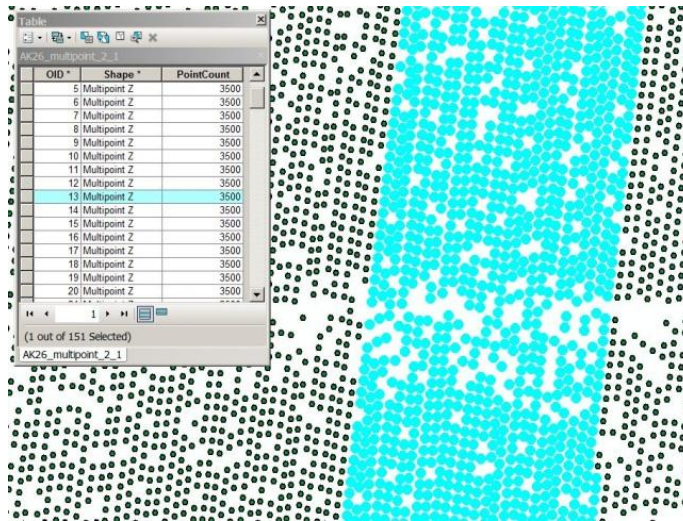 Table
AK26_multipoint_2_1
OID * Shape * PointCount
5 Multipoint Z 3500
6 Multipoint Z 3500
7 Multipoint Z 3500
8 Multipoint Z 3500
9 Multipoint Z 3500
10 Multipoint Z 3500
11 Multipoint Z 3500
12 Multipoint Z 3500
13 Multipoint Z 3500
14 Multipoint Z 3500
15 Multipoint Z 3500
16 Multipoint Z 3500
17 Multipoint Z 3500
18 Multipoint Z 3500
19 Multipoint Z 3500
20 Multipoint Z 3500
1
(1 out of 151 Selected)
AK26_multipoint_2_1